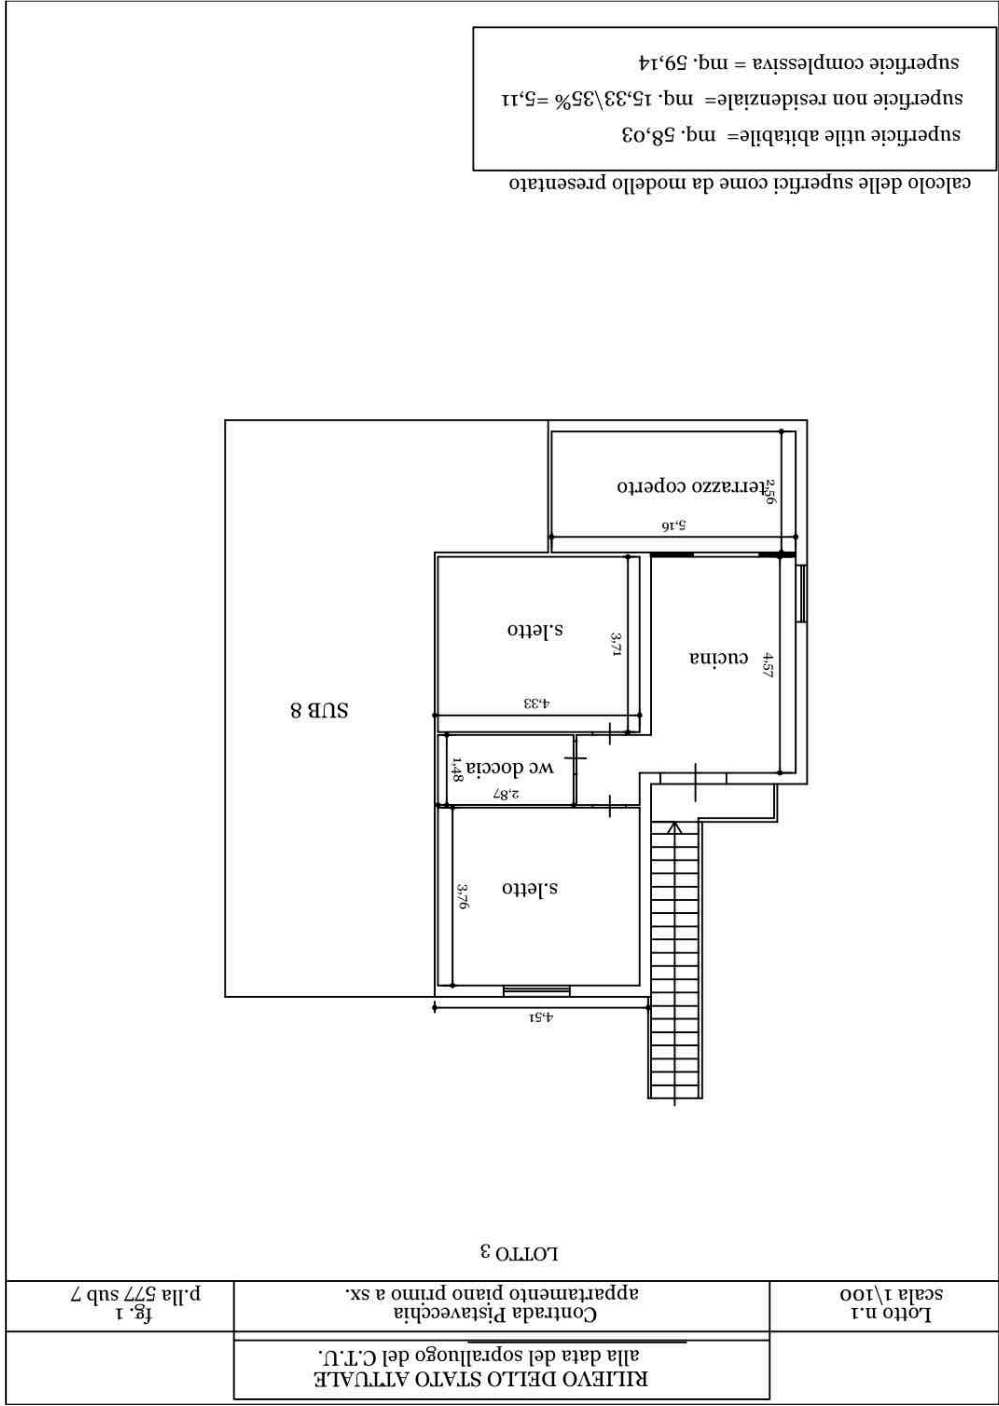 RILIEVO DELLO STATO ATTUALE
alla data del sopralluogo del C.T.U.
Lotto n.1
scala 1\100
Contrada Pistavecchia
appartamento piano primo a sx.
fg. 1
p.lla 577 sub 7
LOTTO 3
4,51
s.letto
3,76
2,87
wc doccia
1,48
4,33
SUB 8
4,57
cucina
3,71
s.letto
5,16
2,56
terrazzo coperto
calcolo delle superfici come da modello presentato
superficie utile abitabile= mq. 58,03
superficie non residenziale= mq. 15,33\35% =5,11
superficie complessiva = mq. 59,14